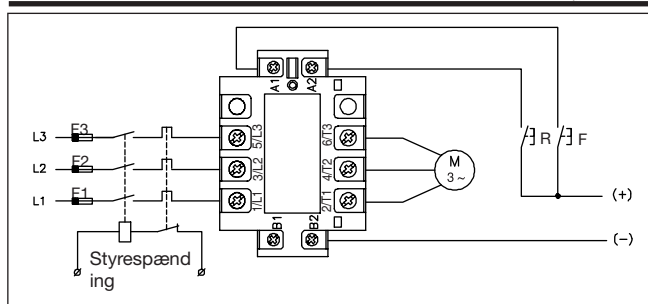 A1 A2
L3 F3 5/L3 6/T3 R F
L2 F2 3/L2 4/T2 M 3~
L1 F1 1/L1 2/T1 (+)
B1 B2 (-)
Styrespænd
ing